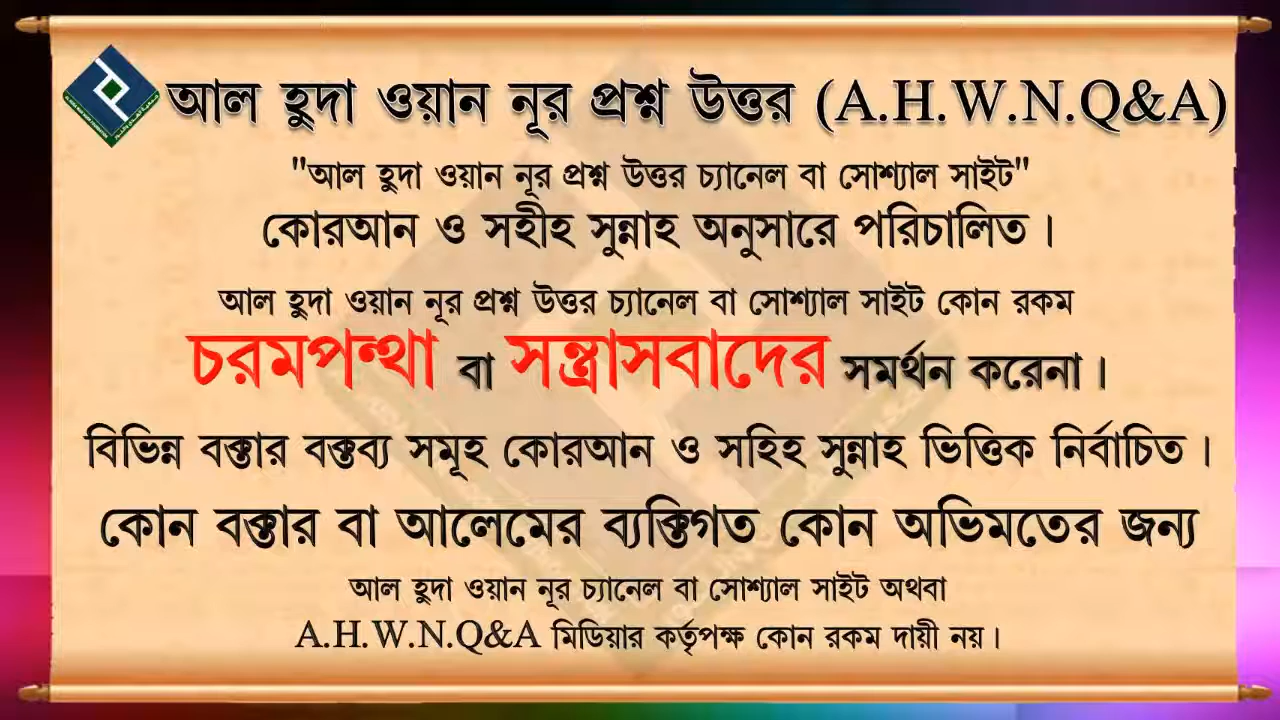 আল হুদা ওয়ান নূর প্রশ্ন উত্তর (A.H.W.N.Q&A)
"আল হুদা ওয়ান নূর প্রশ্ন উত্তর চ্যানেল বা সোশ্যাল সাইট"
কোরআন ও সহীহ সুন্নাহ অনুসারে পরিচালিত।
আল হুদা ওয়ান নূর প্রশ্ন উত্তর চ্যানেল বা সোশ্যাল সাইট কোন রকম
চরমপন্থা বা সন্ত্রাসবাদের সমর্থন করেনা।
বিভিন্ন বক্তার বক্তব্য সমূহ কোরআন ও সহিহ সুন্নাহ ভিত্তিক নির্বাচিত।
কোন বক্তার বা আলেমের ব্যক্তিগত কোন অভিমতের জন্য
আল হুদা ওয়ান নূর চ্যানেল বা সোশ্যাল সাইট অথবা
A.H.W.N.Q&A মিডিয়ার কর্তৃপক্ষ কোন রকম দায়ী নয়।